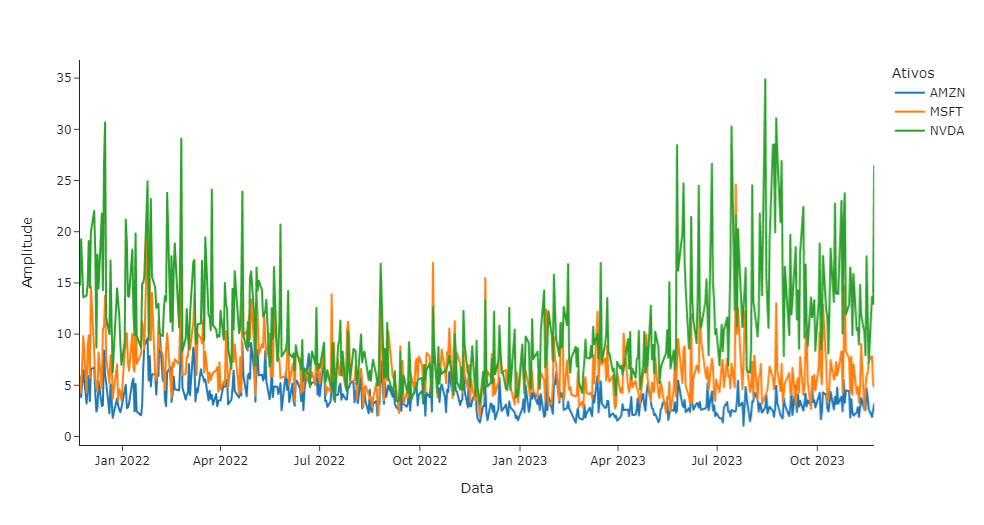 Ativos
AMZN
MSFT
NVDA
35
30
25
20
15
10
5
0
Amplitude
Jan 2022
Apr 2022
Jul 2022
Oct 2022
Jan 2023
Apr 2023
Jul 2023
Oct 2023
Data